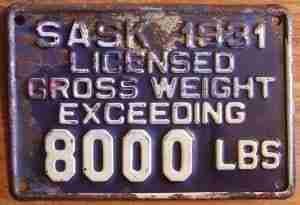 SASK 1931
LICENSED
GROSS WEIGHT
EXCEEDING
8000 LBS